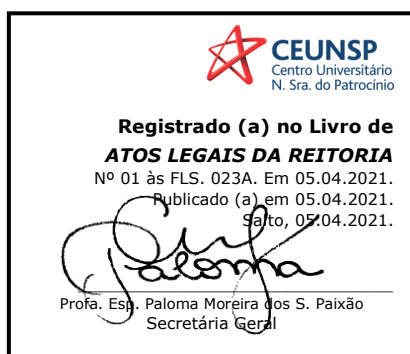 CEUNSP
Centro Universitário
N. Sra. do Patrocínio
Registrado (a) no Livro de
ATOS LEGAIS DA REITORIA
Nº 01 às FLS. 023A. Em 05.04.2021.
Publicado (a) em 05.04.2021.
Salto, 05.04.2021.
Paloma
Profa. Esp. Paloma Moreira dos S. Paixão
Secretária Geral